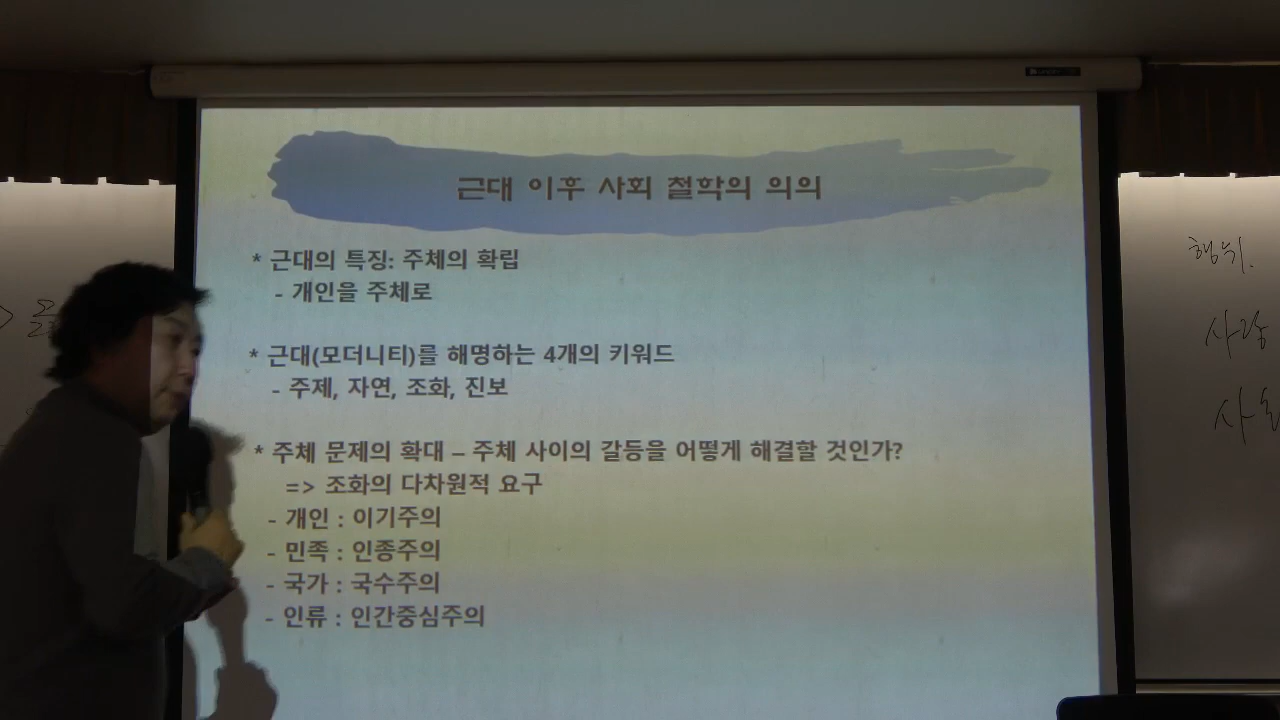 근대 이후 사회 철학의 의의
* 근대의 특징: 주체의 확립
- 개인을 주체로
* 근대(모더니티)를 해명하는 4개의 키워드
- 주제, 자연, 조화, 진보
* 주체 문제의 확대 – 주체 사이의 갈등을 어떻게 해결할 것인가?
=> 조화의 다차원적 요구
- 개인 : 이기주의
- 민족 : 인종주의
- 국가 : 국수주의
- 인류 : 인간중심주의
행위.
사랑